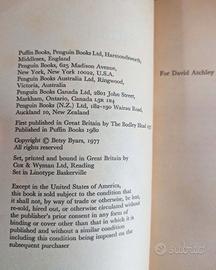 Puffin Books, Penguin Books Ltd, Harmondsworth,
Middlesex, England
Penguin Books, 625 Madison Avenue,
New York, New York 10022, U.S.A.
Penguin Books Australia Ltd, Ringwood,
Victoria, Australia
Penguin Books Canada Ltd, 2801 John Street,
Markham, Ontario, Canada L3R 1B4
Penguin Books (N.Z.) Ltd, 182-190 Wairau Road,
Auckland 10, New Zealand
For David Atchley
First published in Great Britain by The Bodley Head
Published in Puffin Books 1980
Copyright © Betsy Byars, 1977
All rights reserved
Set, printed and bound in Great Britain by
Cox & Wyman Ltd, Reading
Set in Linotype Baskerville
Except in the United States of America,
this book is sold subject to the condition that
it shall not, by way of trade or otherwise, be lent,
re-sold, hired out, or otherwise circulated without
the publisher's prior consent in any form of
binding or cover other than that in which it is
published and without a similar condition
including this condition being imposed on the
subsequent purchaser
subito